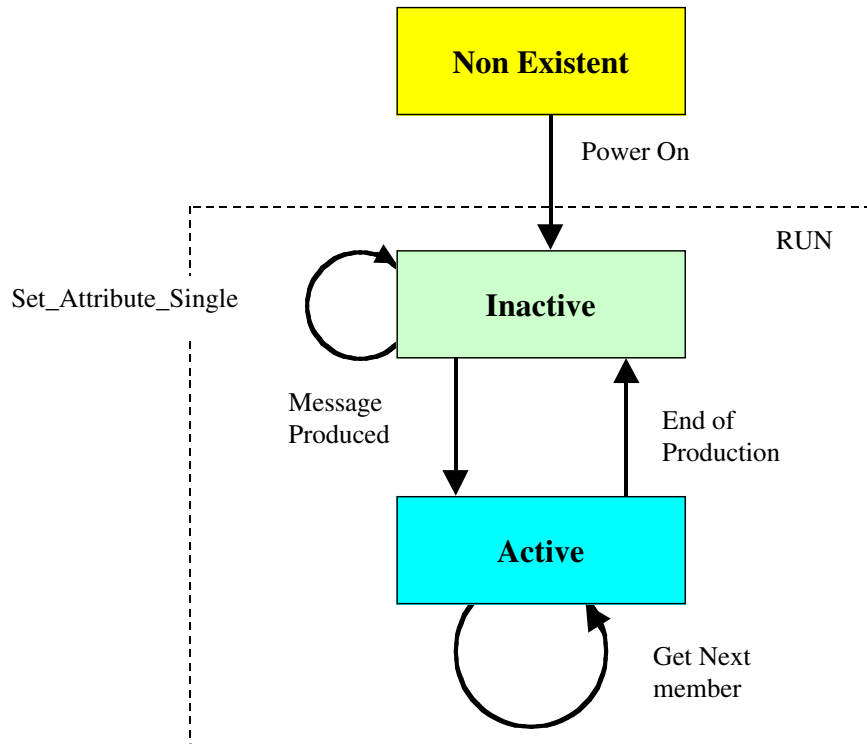 Non Existent
Power On
RUN
Set_Attribute_Single
Inactive
Message
Produced
End of
Production
Active
Get Next
member